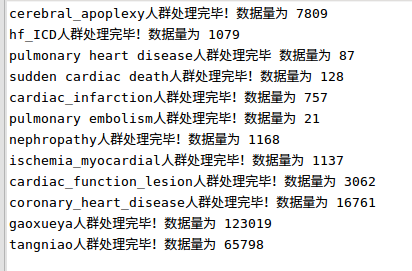 cerebral_apoplexy人群处理完毕! 数据量为 7809
hf_ICD人群处理完毕! 数据量为 1079
pulmonary heart disease人群处理完毕 数据量为 87
sudden cardiac death人群处理完毕! 数据量为 128
cardiac_infarction人群处理完毕! 数据量为 757
pulmonary embolism人群处理完毕! 数据量为 21
nephropathy人群处理完毕! 数据量为 1168
ischemia_myocardial人群处理完毕! 数据量为 1137
cardiac_function_lesion人群处理完毕! 数据量为 3062
coronary_heart_disease人群处理完毕! 数据量为 16761
gaoxueya人群处理完毕! 数据量为 123019
tangniao人群处理完毕! 数据量为 65798